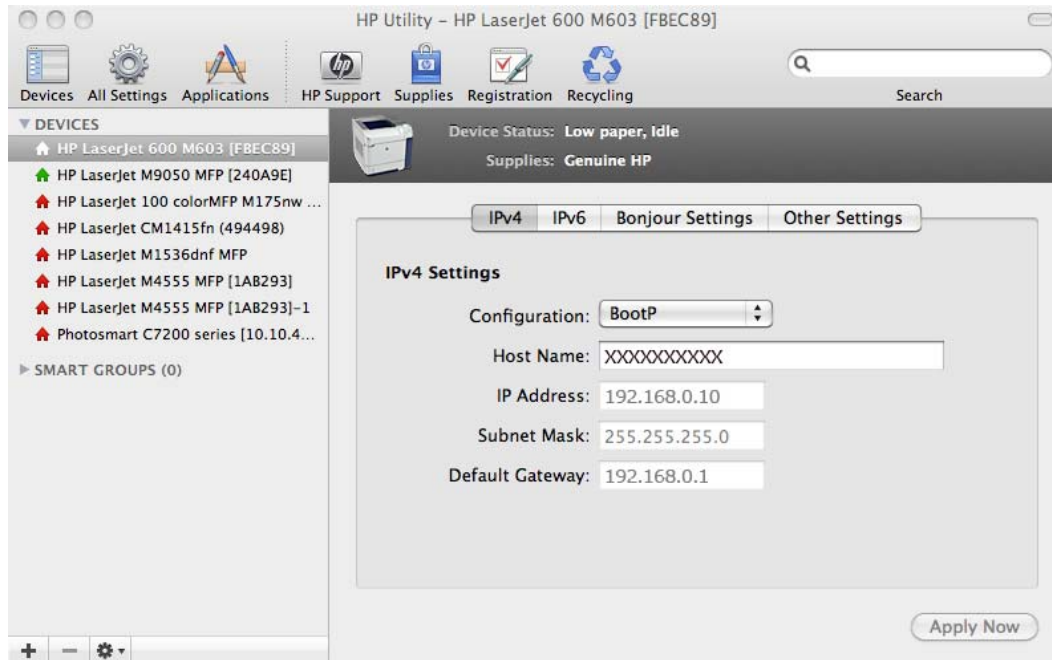 HP Utility – HP LaserJet 600 M603 [FBEC89]
Devices All Settings Applications HP Support Supplies Registration Recycling Search
hp
DEVICES
HP LaserJet 600 M603 [FBEC89]
HP LaserJet M9050 MFP [240A9E]
HP LaserJet 100 colorMFP M175nw ...
HP LaserJet CM1415fn (494498)
HP LaserJet M1536dnf MFP
HP LaserJet M4555 MFP [1AB293]
HP LaserJet M4555 MFP [1AB293]-1
Photosmart C7200 series [10.10.4...
SMART GROUPS (0)
Device Status: Low paper, Idle
Supplies: Genuine HP
IPv4 IPv6 Bonjour Settings Other Settings
IPv4 Settings
Configuration: BootP
Host Name: XXXXXXXXXX
IP Address: 192.168.0.10
Subnet Mask: 255.255.255.0
Default Gateway: 192.168.0.1
Apply Now